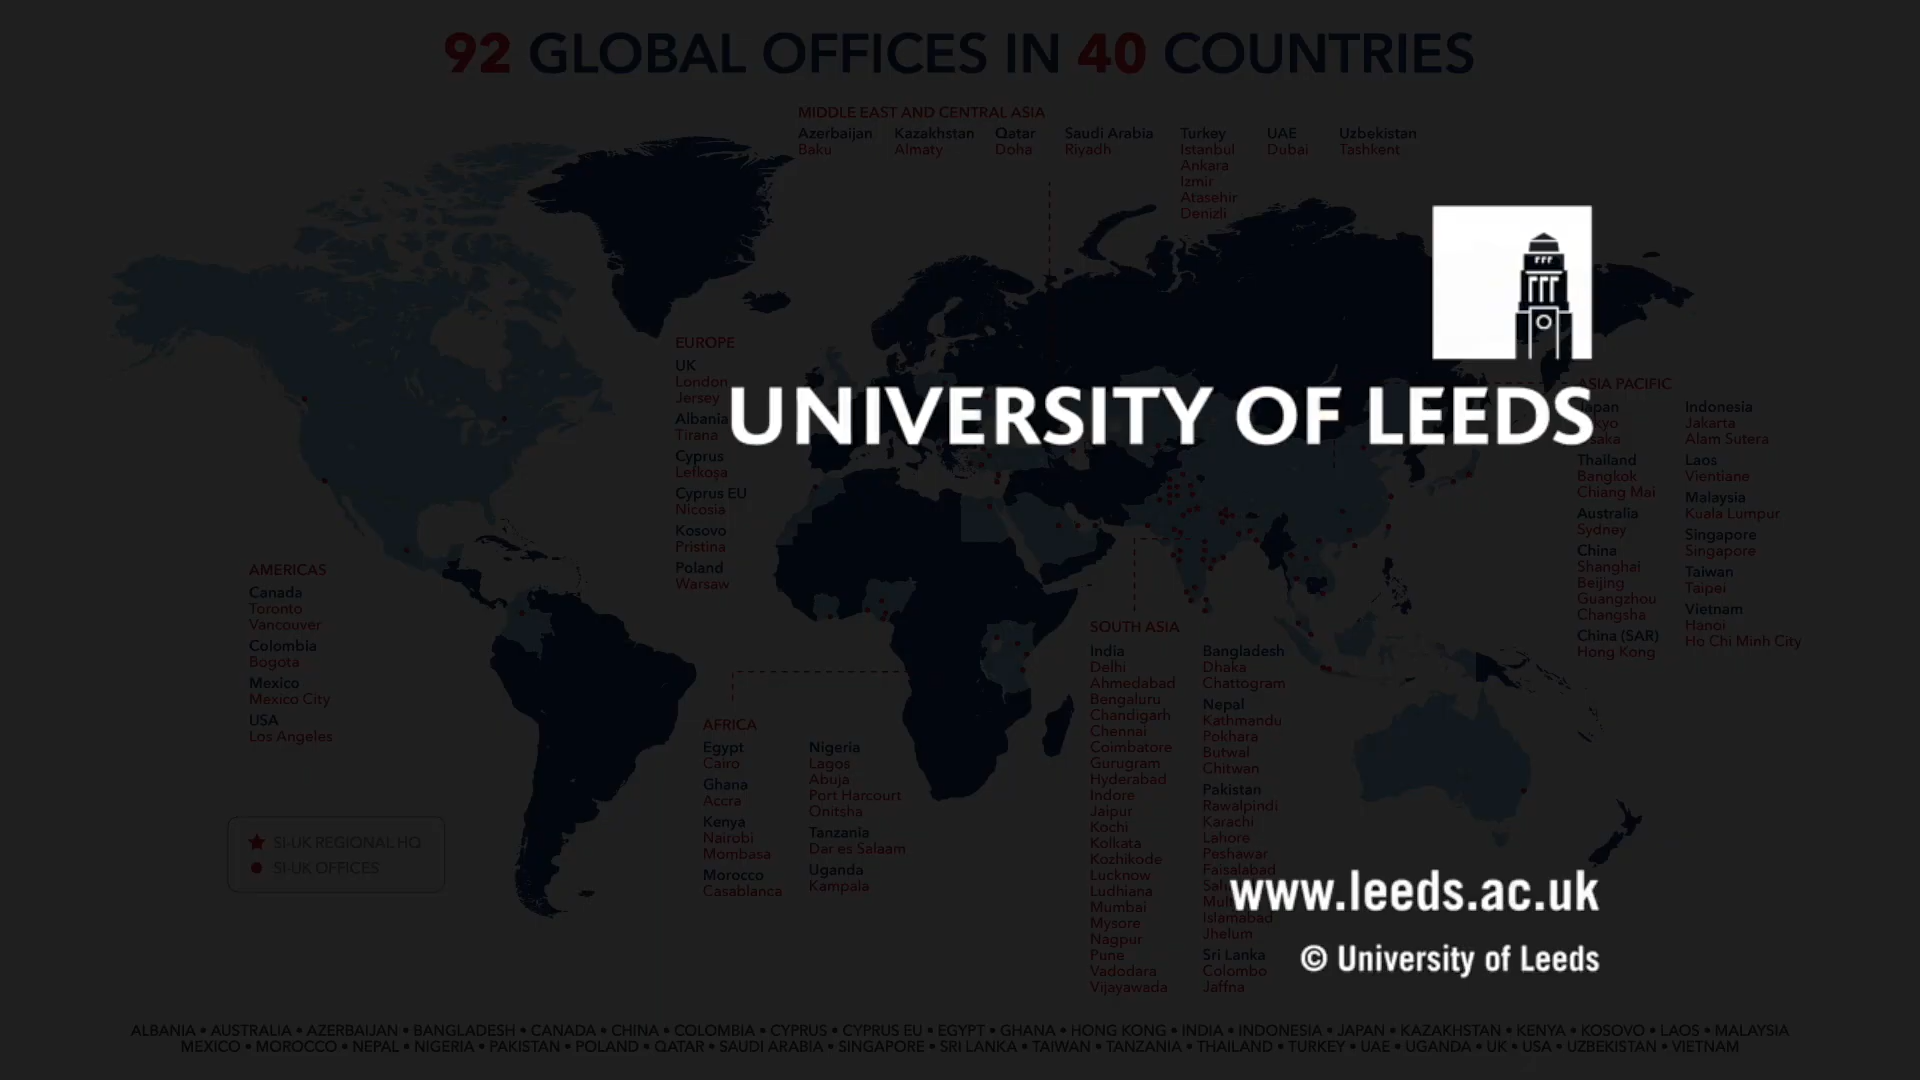 92 GLOBAL OFFICES IN 40 COUNTRIES
MIDDLE EAST AND CENTRAL ASIA
Azerbaijan
Baku
Kazakhstan
Almaty
Qatar
Doha
Saudi Arabia
Riyadh
Turkey
Istanbul
Ankara
Izmir
Atasehir
Denizli
UAE
Dubai
Uzbekistan
Tashkent
UNIVERSITY OF LEEDS
EUROPE
UK
London
Jersey
Albania
Tirana
Cyprus
Lefkoşa
Cyprus EU
Nicosia
Kosovo
Pristina
Poland
Warsaw
ASIA PACIFIC
Japan
Tokyo
Osaka
Thailand
Bangkok
Chiang Mai
Australia
Sydney
China
Shanghai
Beijing
Guangzhou
Changsha
China (SAR)
Hong Kong
Indonesia
Jakarta
Alam Sutera
Laos
Vientiane
Malaysia
Kuala Lumpur
Singapore
Singapore
Taiwan
Taipei
Vietnam
Hanoi
Ho Chi Minh City
AMERICAS
Canada
Toronto
Vancouver
Colombia
Bogota
Mexico
Mexico City
USA
Los Angeles
AFRICA
Egypt
Cairo
Ghana
Accra
Kenya
Nairobi
Mombasa
Morocco
Casablanca
Nigeria
Lagos
Abuja
Port Harcourt
Onitsha
Tanzania
Dar es Salaam
Uganda
Kampala
SOUTH ASIA
India
Delhi
Ahmedabad
Bengaluru
Chandigarh
Chennai
Coimbatore
Gurugram
Hyderabad
Indore
Jaipur
Kochi
Kolkata
Kozhikode
Lucknow
Ludhiana
Mumbai
Mysore
Nagpur
Pune
Vadodara
Vijayawada
Bangladesh
Dhaka
Chattogram
Nepal
Kathmandu
Pokhara
Butwal
Chitwan
Pakistan
Rawalpindi
Karachi
Lahore
Peshawar
Faisalabad
Islamabad
Jhelum
Sri Lanka
Colombo
Jaffna
SI-UK REGIONAL HQ
SI-UK OFFICES
www.leeds.ac.uk
© University of Leeds
ALBANIA • AUSTRALIA • AZERBAIJAN • BANGLADESH • CANADA • CHINA • COLOMBIA • CYPRUS • CYPRUS EU • EGYPT • GHANA • HONG KONG • INDIA • INDONESIA • JAPAN • KAZAKHSTAN • KENYA • KOSOVO • LAOS • MALAYSIA
MEXICO • MOROCCO • NEPAL • NIGERIA • PAKISTAN • POLAND • QATAR • SAUDI ARABIA • SINGAPORE • SRI LANKA • TAIWAN • TANZANIA • THAILAND • TURKEY • UAE • UGANDA • UK • USA • UZBEKISTAN • VIETNAM